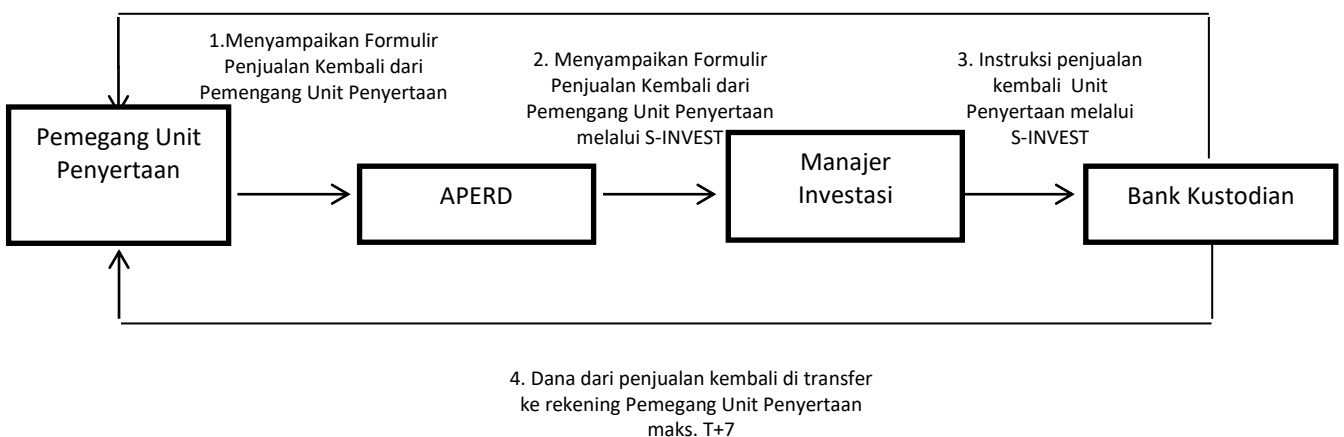 1.Menyampaikan Formulir
Penjualan Kembali dari
Pemengang Unit Penyertaan
2. Menyampaikan Formulir
Penjualan Kembali dari
Pemengang Unit Penyertaan
melalui S-INVEST
3. Instruksi penjualan
kembali Unit
Penyertaan melalui
S-INVEST
Pemegang Unit
Penyertaan
APERD
Manajer
Investasi
Bank Kustodian
4. Dana dari penjualan kembali di transfer
ke rekening Pemegang Unit Penyertaan
maks. T+7